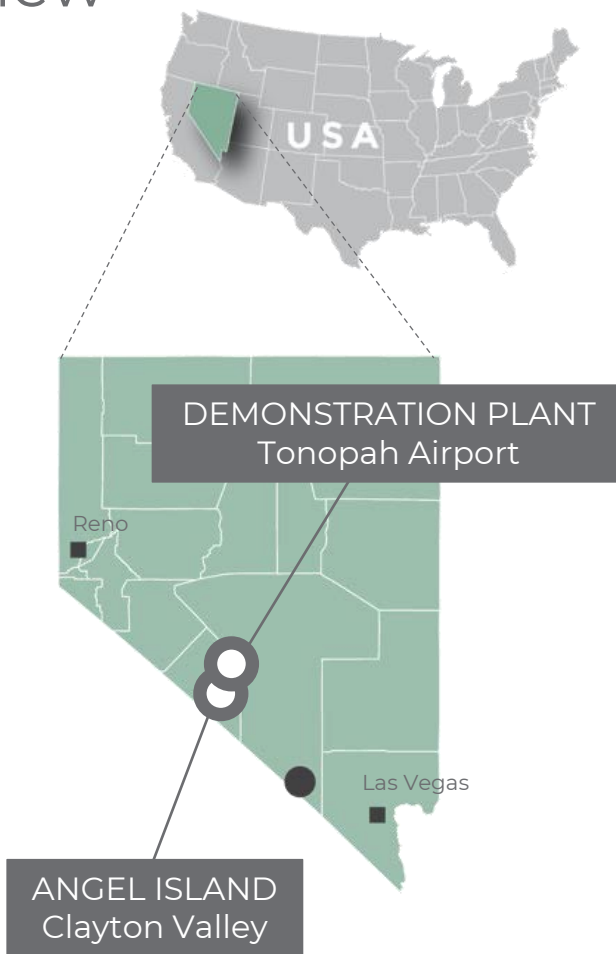 USA
DEMONSTRATION PLANT
Tonopah Airport
Reno
Las Vegas
ANGEL ISLAND
Clayton Valley